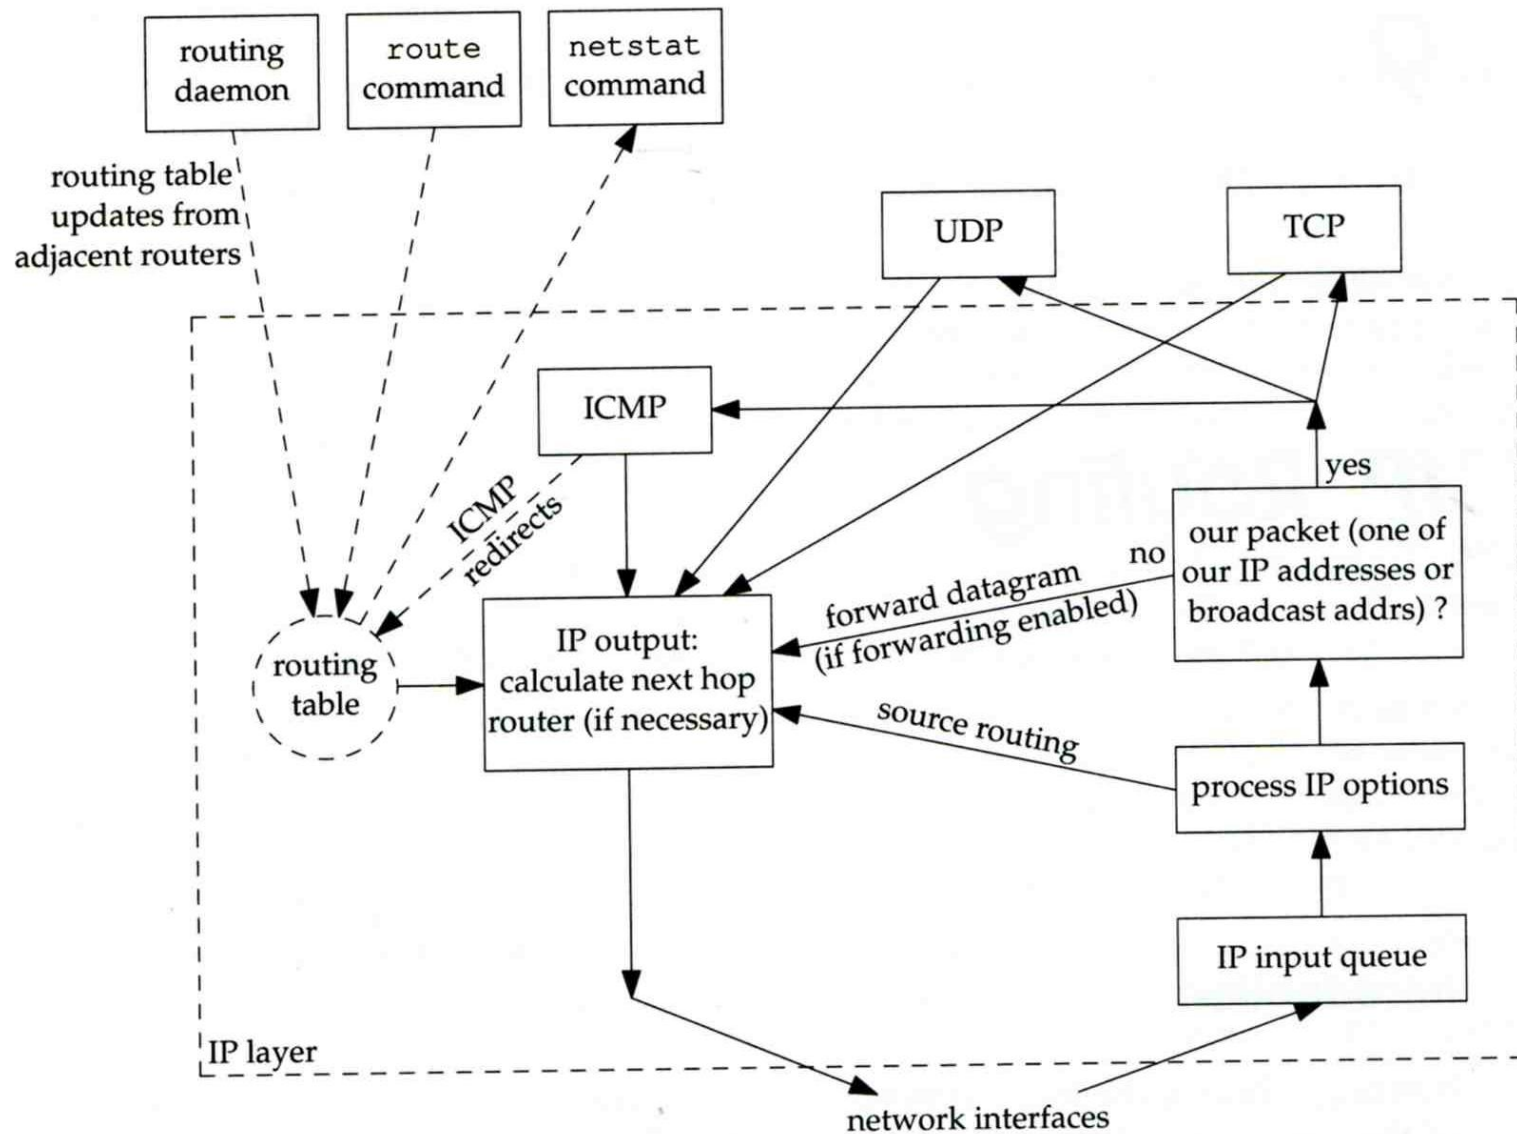 routing
daemon
route
command
netstat
command
routing table
updates from
adjacent routers
UDP
TCP
ICMP
ICMP
redirects
yes
our packet (one of
our IP addresses or
broadcast addrs) ?
no
forward datagram
(if forwarding enabled)
IP output:
calculate next hop
router (if necessary)
routing
table
source routing
process IP options
IP input queue
IP layer
network interfaces